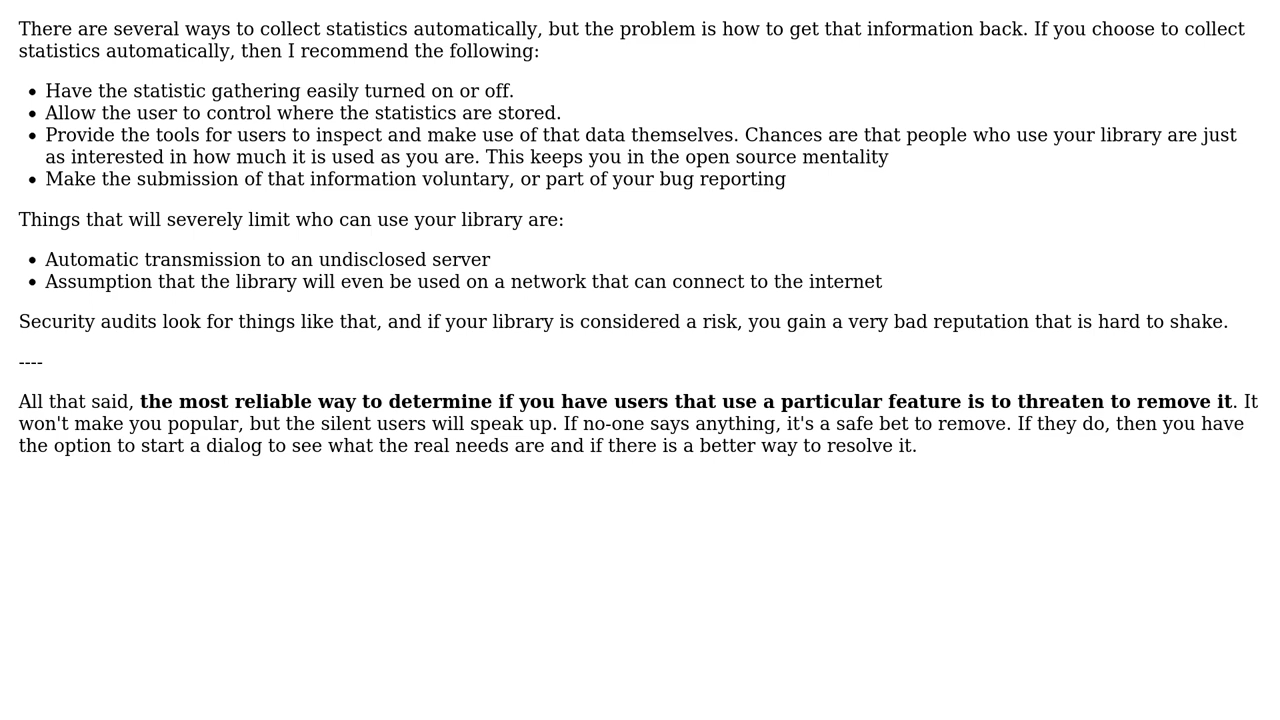 There are several ways to collect statistics automatically, but the problem is how to get that information back. If you choose to collect
statistics automatically, then I recommend the following:
• Have the statistic gathering easily turned on or off.
• Allow the user to control where the statistics are stored.
• Provide the tools for users to inspect and make use of that data themselves. Chances are that people who use your library are just
as interested in how much it is used as you are. This keeps you in the open source mentality
• Make the submission of that information voluntary, or part of your bug reporting
Things that will severely limit who can use your library are:
• Automatic transmission to an undisclosed server
• Assumption that the library will even be used on a network that can connect to the internet
Security audits look for things like that, and if your library is considered a risk, you gain a very bad reputation that is hard to shake.
----
All that said, the most reliable way to determine if you have users that use a particular feature is to threaten to remove it. It
won't make you popular, but the silent users will speak up. If no-one says anything, it's a safe bet to remove. If they do, then you have
the option to start a dialog to see what the real needs are and if there is a better way to resolve it.